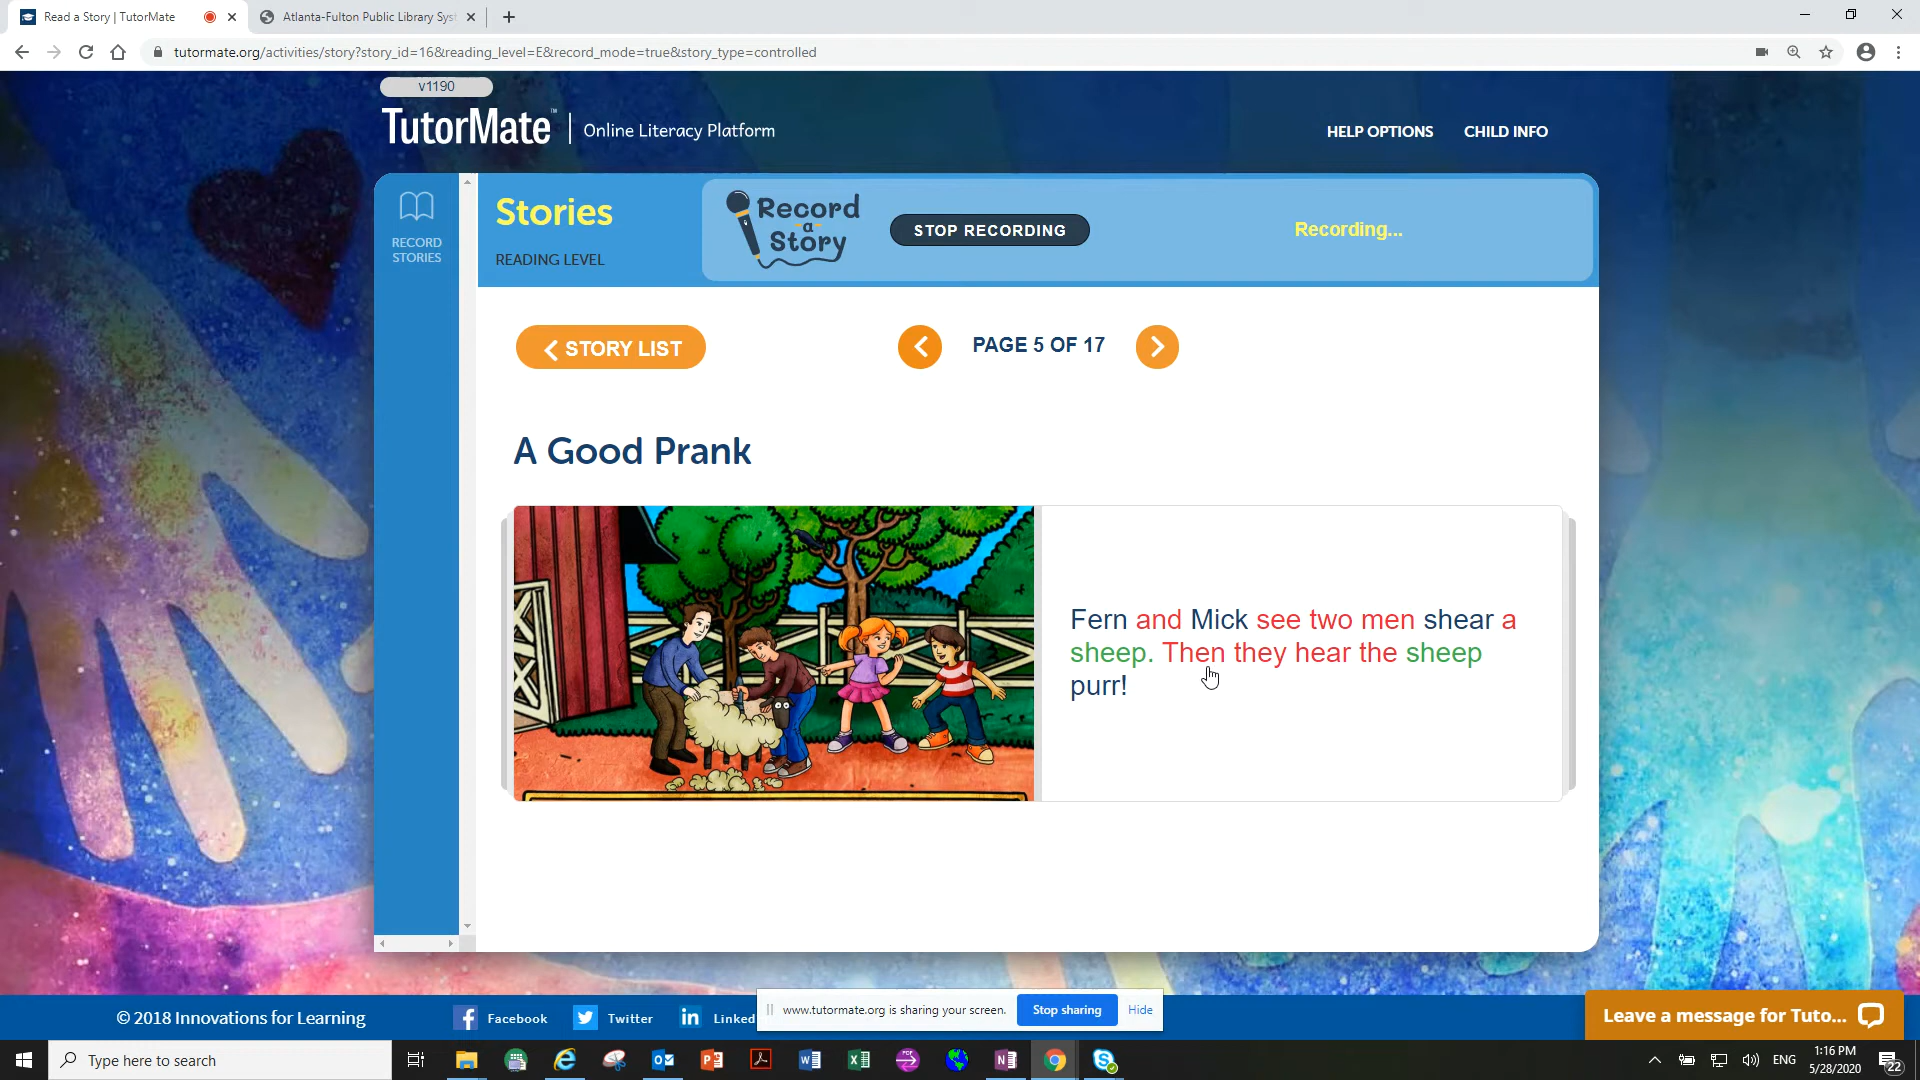 Read a Story | TutorMate
Atlanta-Fulton Public Library Syst
tutormate.org/activities/story?story_id=16&reading_level=E&record_mode=true&story_type=controlled
v1190
TutorMate™ | Online Literacy Platform
HELP OPTIONS CHILD INFO
RECORD
STORIES
Stories
READING LEVEL
Record
a
Story
STOP RECORDING
Recording...
STORY LIST
PAGE 5 OF 17
A Good Prank
Fern and Mick see two men shear a
sheep. Then they hear the sheep
purr!
© 2018 Innovations for Learning
Facebook Twitter Linked
www.tutormate.org is sharing your screen. Stop sharing Hide
Leave a message for Tuto...
Type here to search
ENG
1:16 PM
5/28/2020
22